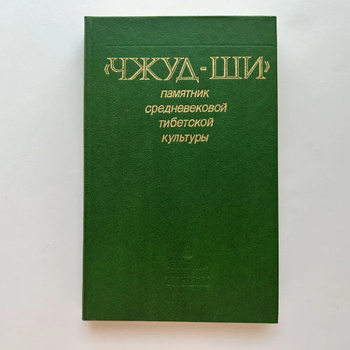 «ЧЖУД-ШИ»
памятник
средневековой
тибетской
культуры